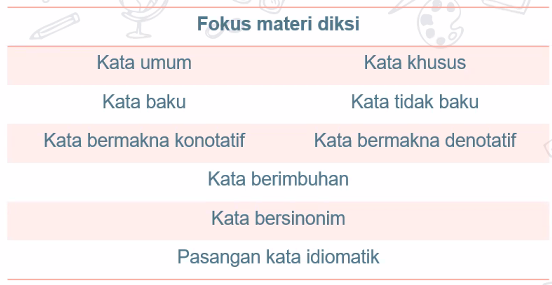 Fokus materi diksi
Kata umum Kata khusus
Kata baku Kata tidak baku
Kata bermakna konotatif Kata bermakna denotatif
Kata berimbuhan
Kata bersinonim
Pasangan kata idiomatik